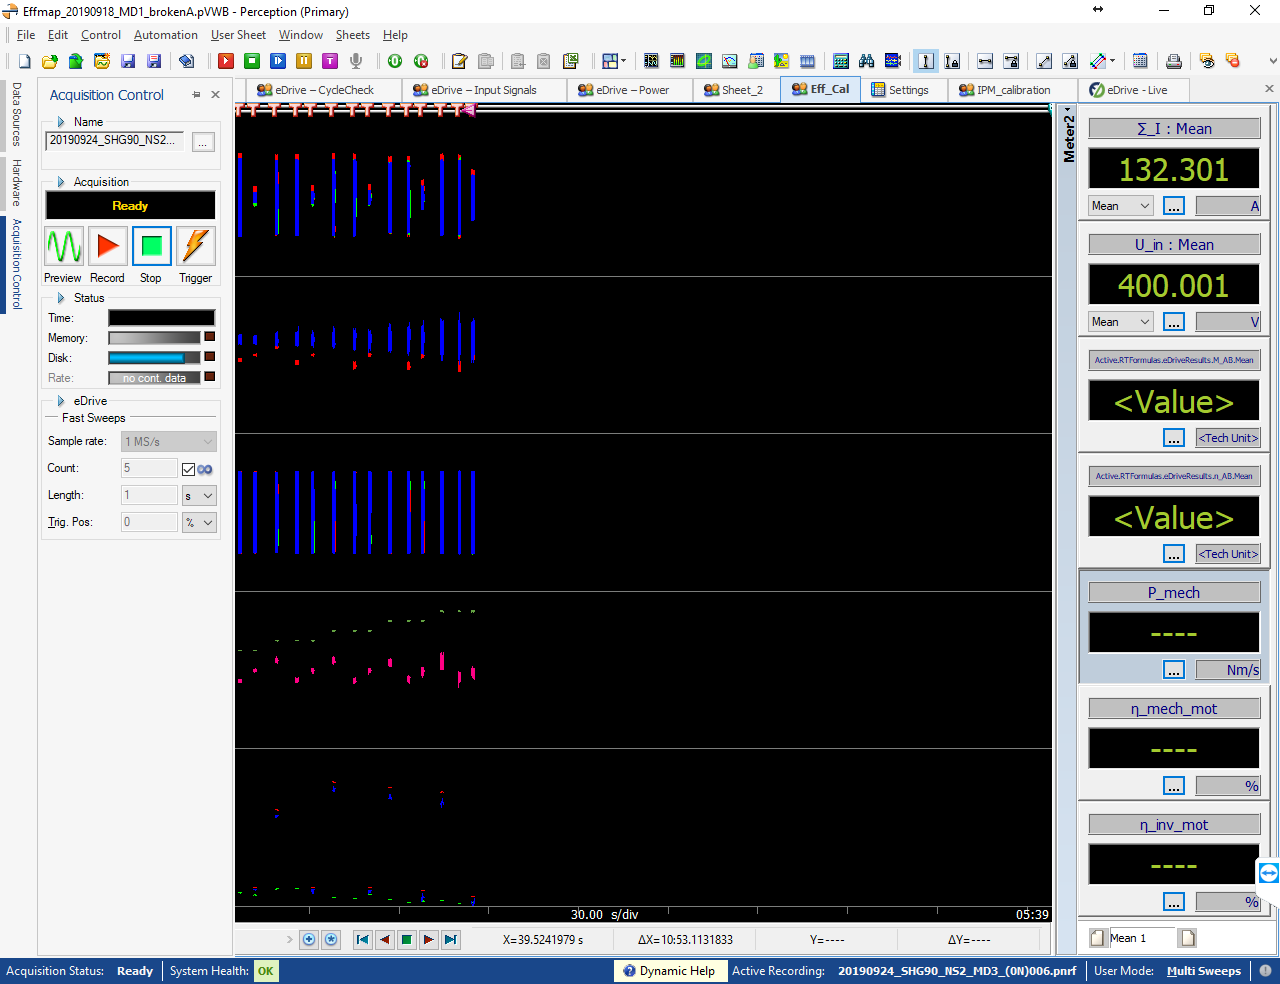 Effmap_20190918_MD1_brokenA.pVWB - Perception (Primary)
File Edit Control Automation User Sheet Window Sheets Help
eDrive – CycleCheck
eDrive – Input Signals
eDrive – Power
Sheet_2
Eff_Cal
Settings
IPM_calibration
eDrive - Live
Data Sources
Hardware
Acquisition Control
Acquisition Control
Name
20190924_SHG90_NS2...
...
Acquisition
Ready
Preview Record Stop Trigger
Status
Time:
Memory:
Disk:
Rate: no cont. data
eDrive
Fast Sweeps
Sample rate: 1 MS/s
Count: 5
Length: 1 s
Trig. Pos: 0 %
30.00 s/div
05:39
X=39.5241979 s
ΔX=10:53.1131833
Y=----
ΔY=----
Meter2
Σ_I : Mean
132.301
Mean ... A
U_in : Mean
400.001
Mean ... V
Active.RTFormulas.eDriveResults.M_AB.Mean
<Value>
... <Tech Unit>
Active.RTFormulas.eDriveResults.n_AB.Mean
<Value>
... <Tech Unit>
P_mech
----
... Nm/s
η_mech_mot
----
... %
η_inv_mot
----
... %
Mean 1
Acquisition Status: Ready System Health: OK Dynamic Help Active Recording: 20190924_SHG90_NS2_MD3_(0N)006.pnrf User Mode: Multi Sweeps